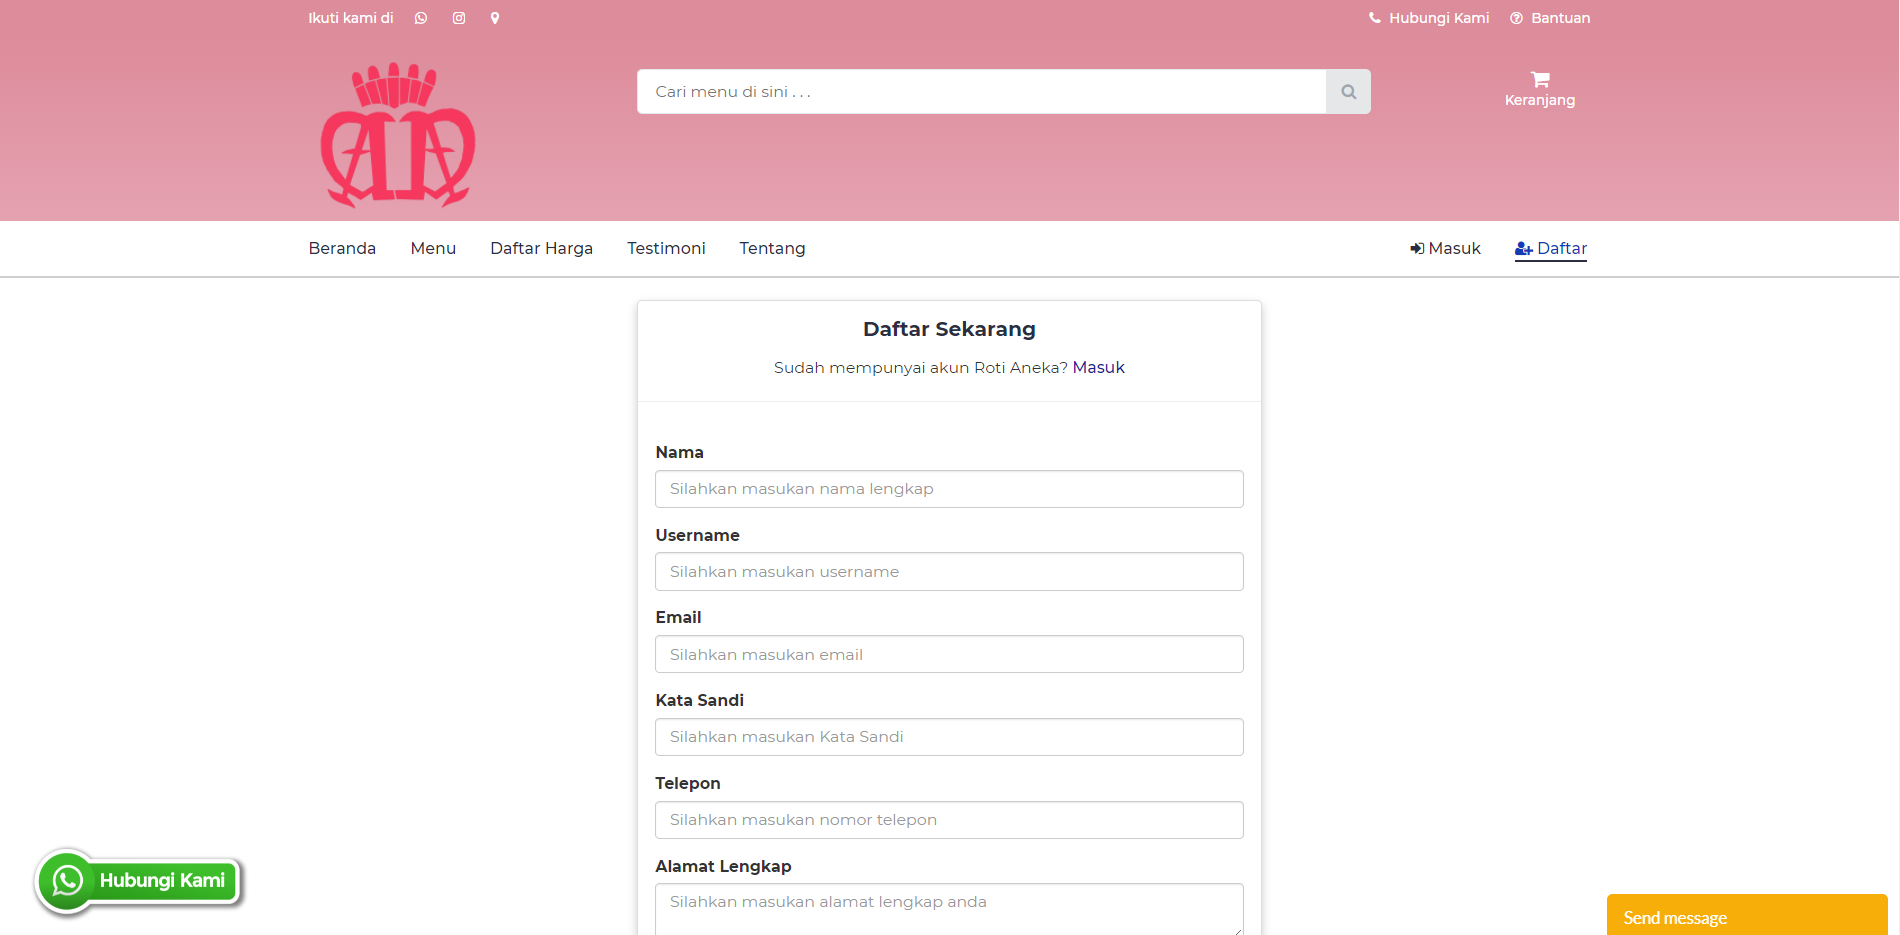 Ikuti kami di
Hubungi Kami
Bantuan
Cari menu di sini . . .
Keranjang
Beranda
Menu
Daftar Harga
Testimoni
Tentang
Masuk
Daftar
Daftar Sekarang
Sudah mempunyai akun Roti Aneka? Masuk
Nama
Silahkan masukan nama lengkap
Username
Silahkan masukan username
Email
Silahkan masukan email
Kata Sandi
Silahkan masukan Kata Sandi
Telepon
Silahkan masukan nomor telepon
Alamat Lengkap
Silahkan masukan alamat lengkap anda
Hubungi Kami
Send message